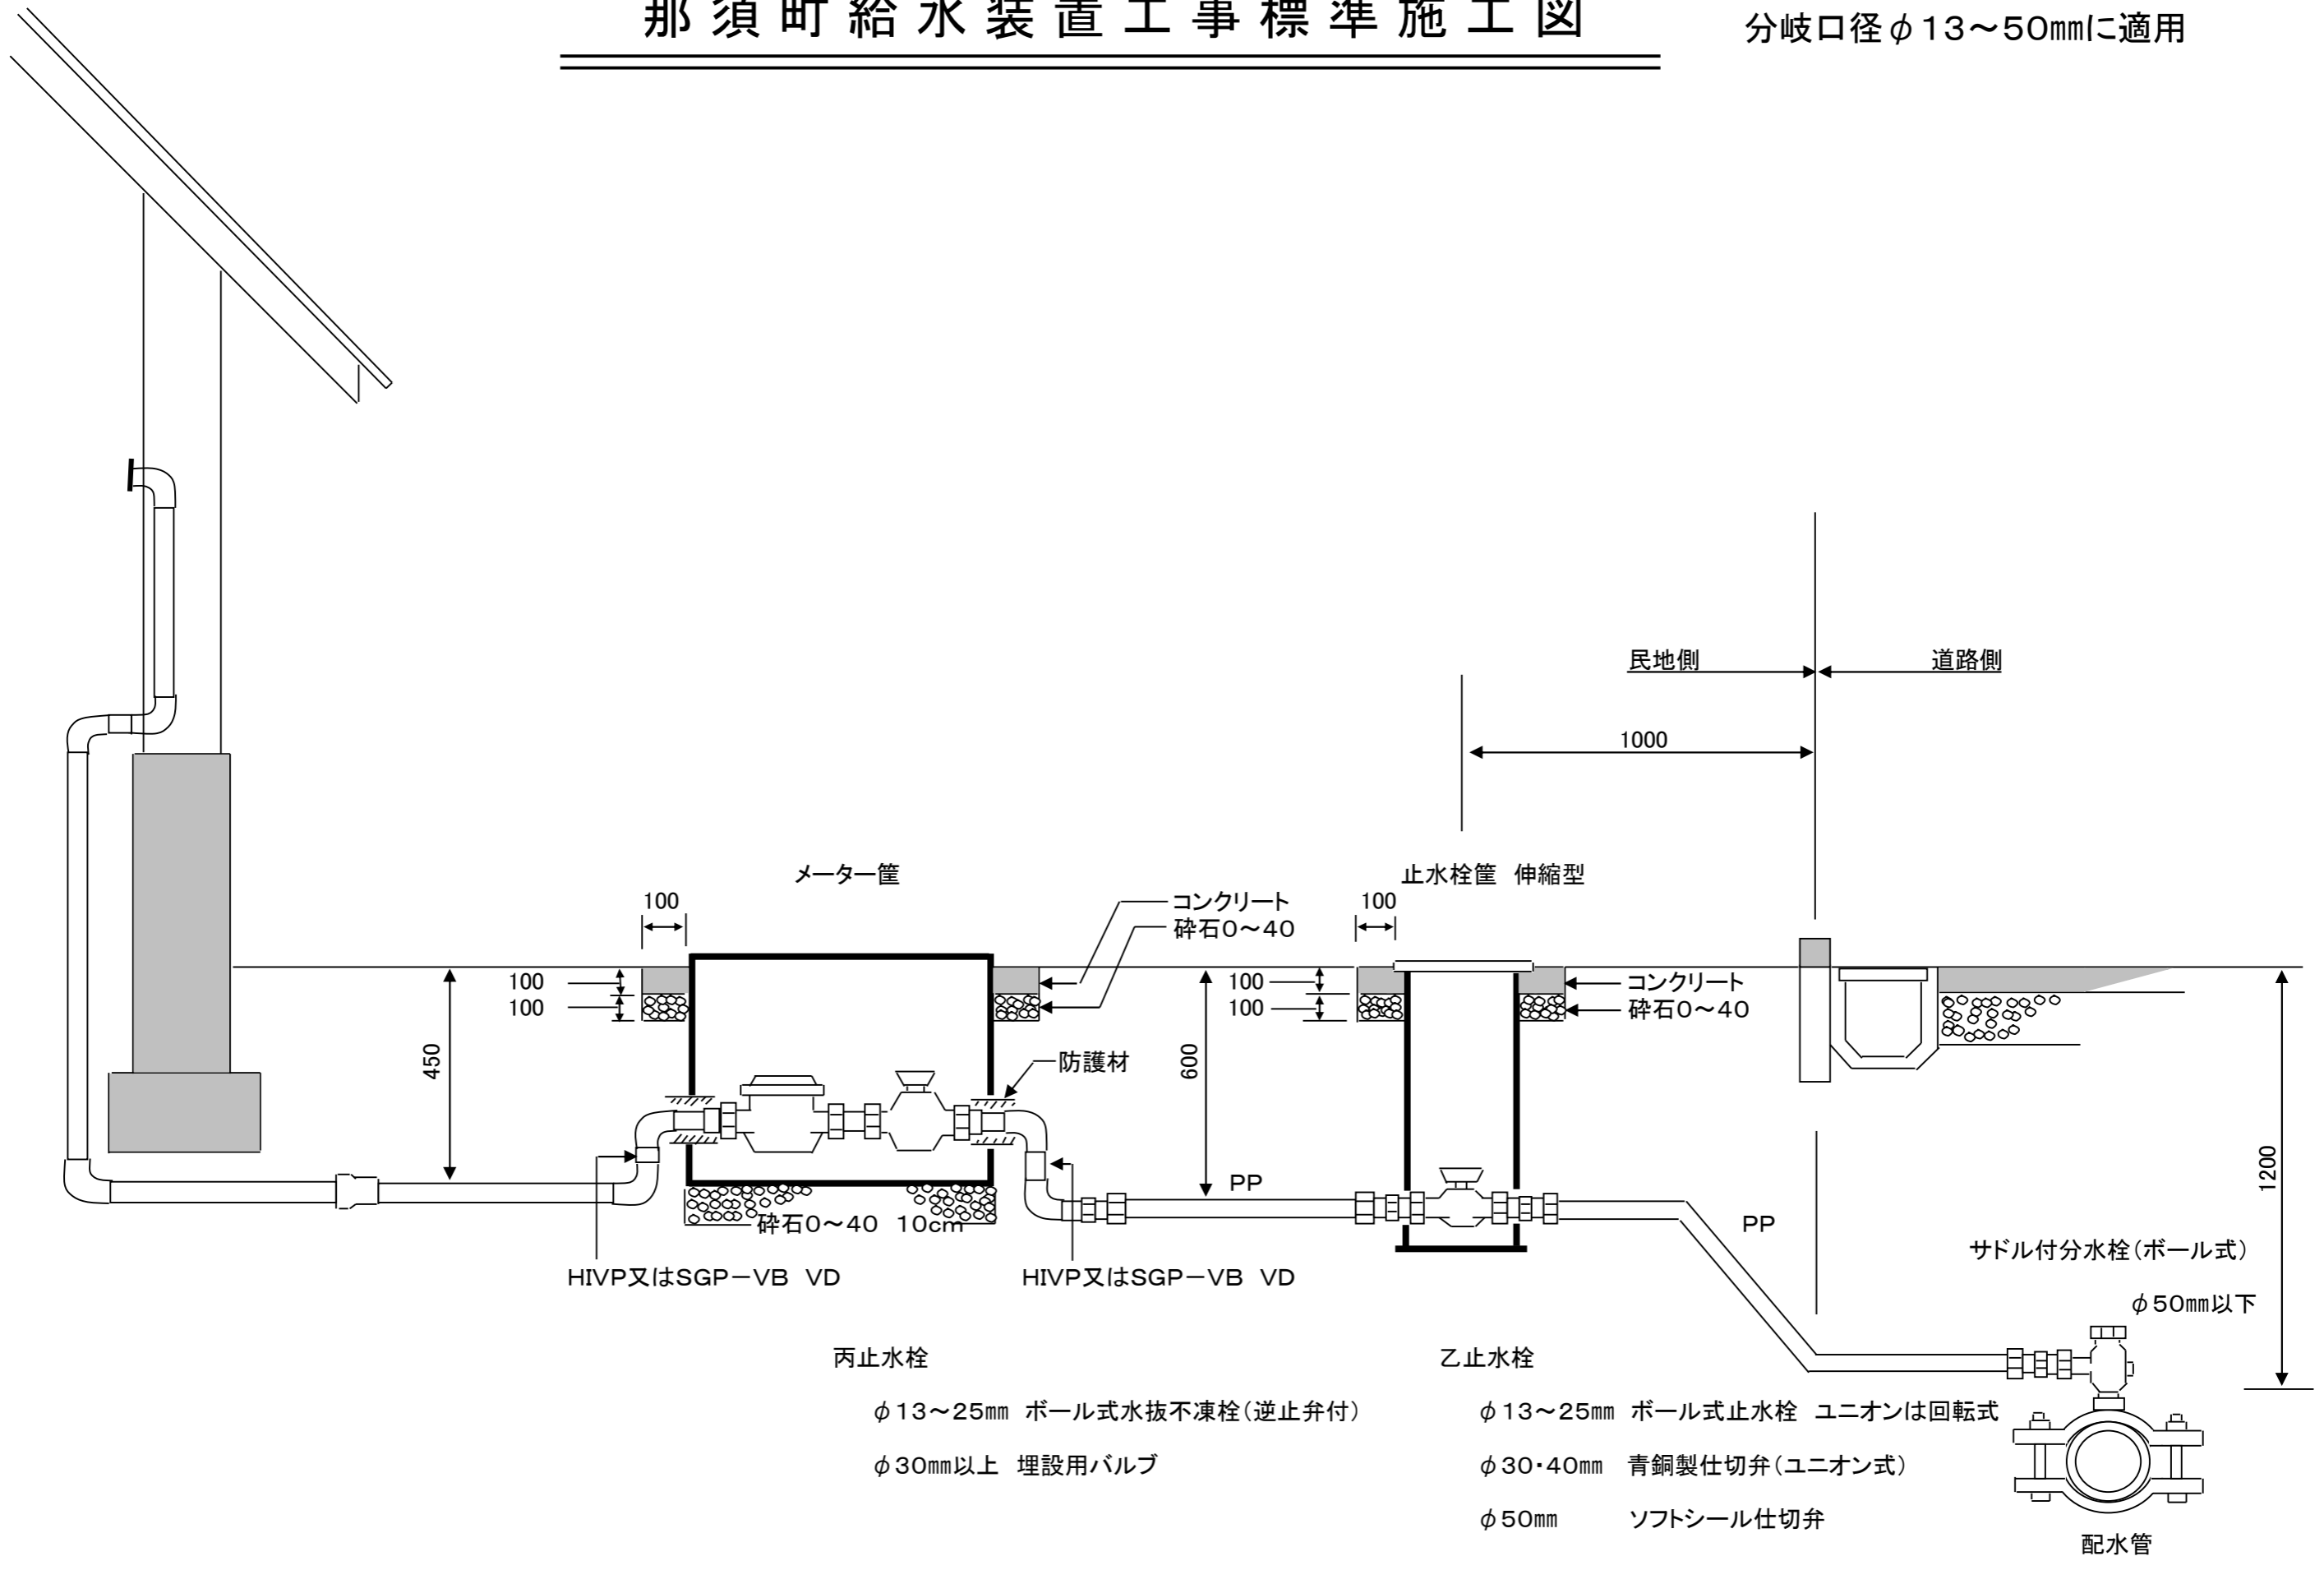 那須町給水装置工事標準施工図
分岐口径φ13～50㎜に適用
民地側
道路側
1000
メーター筐
止水栓筐　伸縮型
100
コンクリート
砕石0～40
100
100
100
100
100
コンクリート
砕石0～40
450
防護材
600
1200
PP
砕石0～40　10cm
PP
サドル付分水栓（ボール式）
HIVP又はSGP－VB　VD
HIVP又はSGP－VB　VD
φ50㎜以下
丙止水栓
乙止水栓
φ13～25㎜　ボール式水抜不凍栓（逆止弁付）
φ13～25㎜　ボール式止水栓　ユニオンは回転式
φ30㎜以上　埋設用バルブ
φ30・40㎜　青銅製仕切弁（ユニオン式）
φ50㎜　ソフトシール仕切弁
配水管